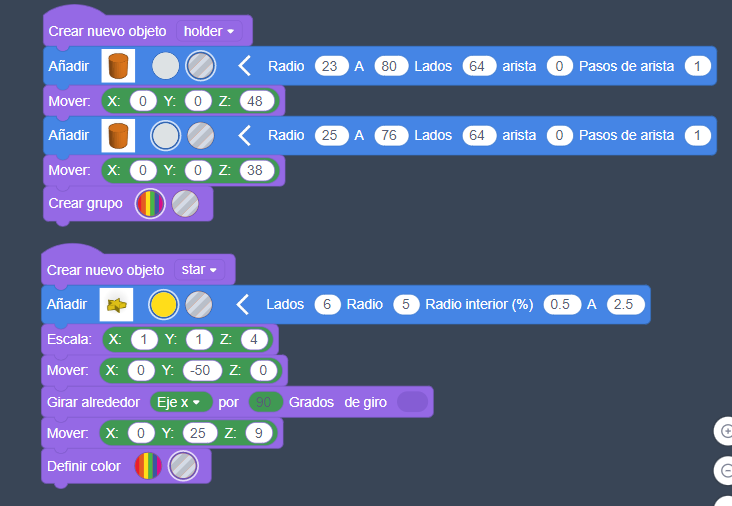 Crear nuevo objeto holder
Añadir Radio 23 A 80 Lados 64 arista 0 Pasos de arista 1
Mover: X: 0 Y: 0 Z: 48
Añadir Radio 25 A 76 Lados 64 arista 0 Pasos de arista 1
Mover: X: 0 Y: 0 Z: 38
Crear grupo
Crear nuevo objeto star
Añadir Lados 6 Radio 5 Radio interior (%) 0.5 A 2.5
Escala: X: 1 Y: 1 Z: 4
Mover: X: 0 Y: -50 Z: 0
Girar alrededor Eje x por 90 Grados de giro
Mover: X: 0 Y: 25 Z: 9
Definir color